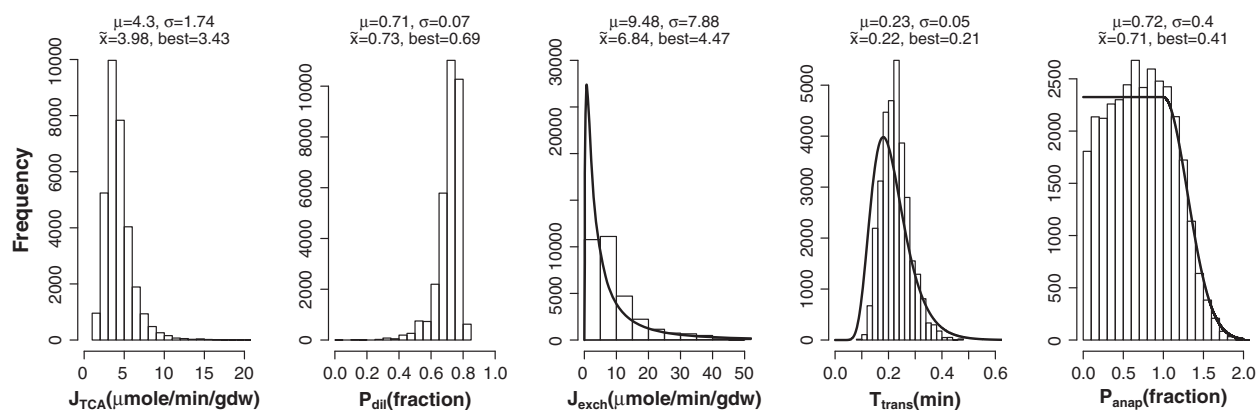 μ=4.3, σ=1.74
x̃=3.98, best=3.43
μ=0.71, σ=0.07
x̃=0.73, best=0.69
μ=9.48, σ=7.88
x̃=6.84, best=4.47
μ=0.23, σ=0.05
x̃=0.22, best=0.21
μ=0.72, σ=0.4
x̃=0.71, best=0.41
Frequency
0 2000 4000 6000 8000 10000
0 5 10 15 20
J_TCA(μmole/min/gdw)
0 2000 4000 6000 8000 10000
0.0 0.2 0.4 0.6 0.8 1.0
P_dil(fraction)
0 5000 10000 20000 30000
0 10 20 30 40 50
J_exch(μmole/min/gdw)
0 1000 2000 3000 4000 5000
0.0 0.2 0.4 0.6
T_trans(min)
0 500 1000 1500 2000 2500
0.0 0.5 1.0 1.5 2.0
P_anap(fraction)